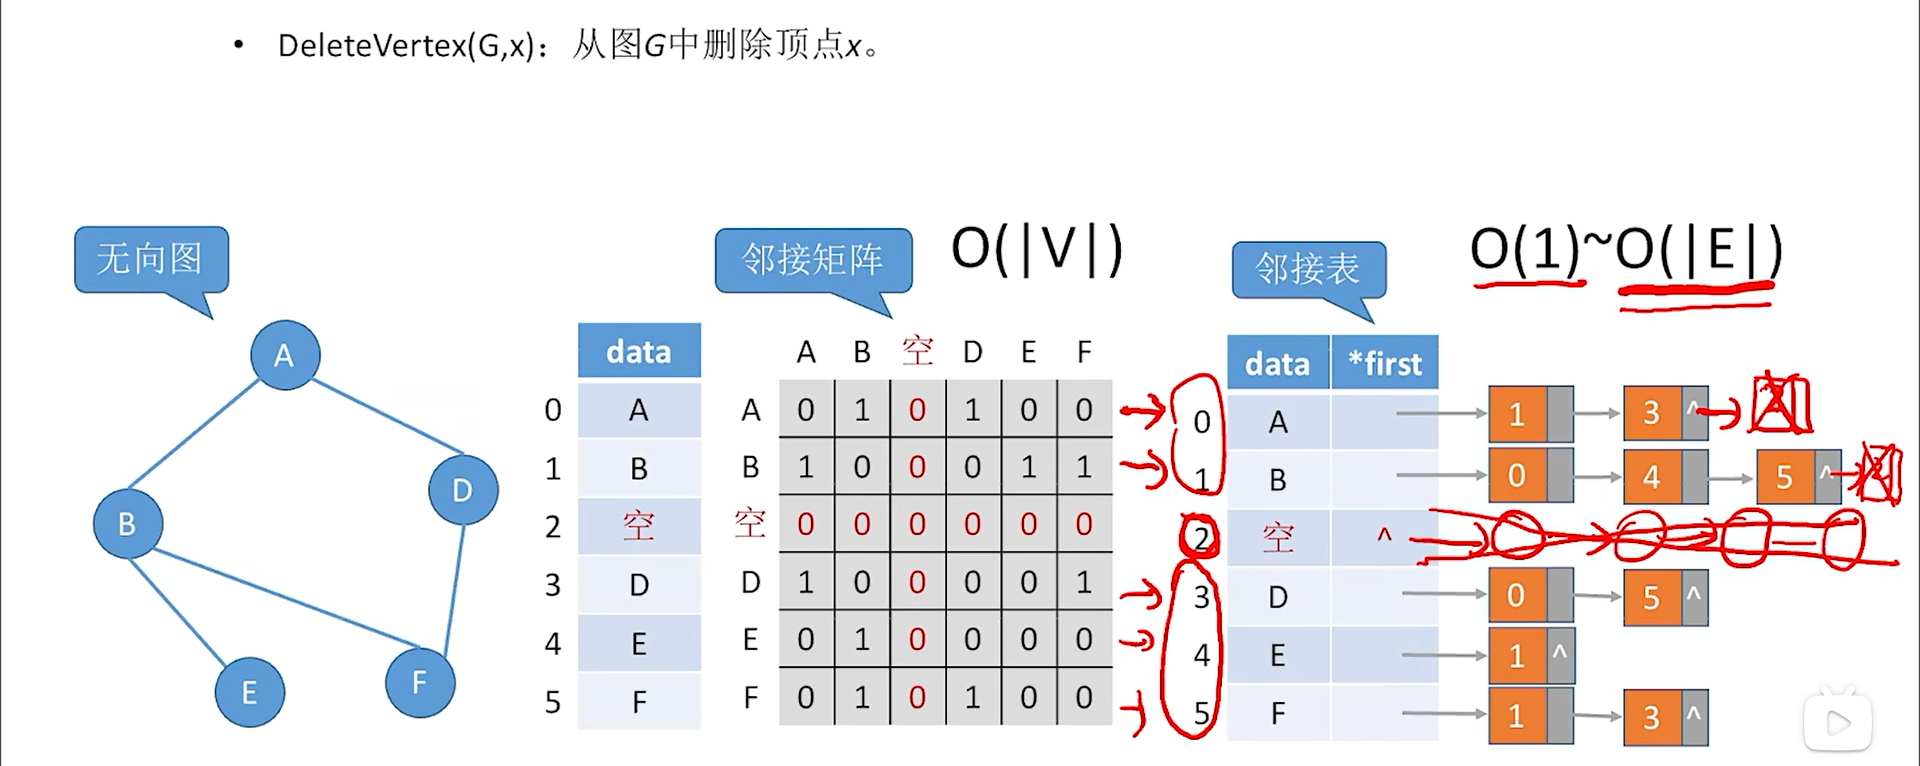 • DeleteVertex(G,x)：从图G中删除顶点x。
无向图
邻接矩阵
O(|V|)
邻接表
O(1)~O(|E|)
A
B
D
E
F
data
0 A
1 B
2 空
3 D
4 E
5 F
A B 空 D E F
A 0 1 0 1 0 0
B 1 0 0 0 1 1
空 0 0 0 0 0 0
D 1 0 0 0 0 1
E 0 1 0 0 0 0
F 0 1 0 1 0 0
data *first
0 A 1 3 ^
1 B 0 4 5 ^
2 空 ^
3 D 0 5 ^
4 E 1 ^
5 F 1 3 ^